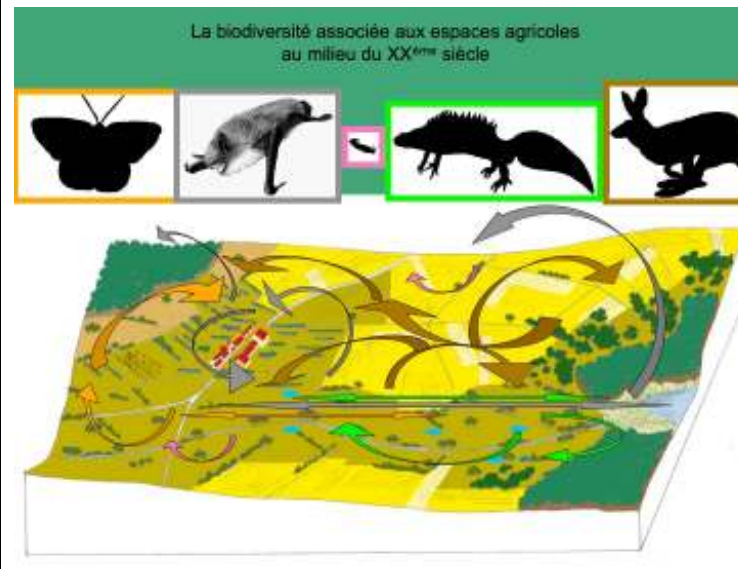 La biodiversité associée aux espaces agricoles
au milieu du XXème siècle